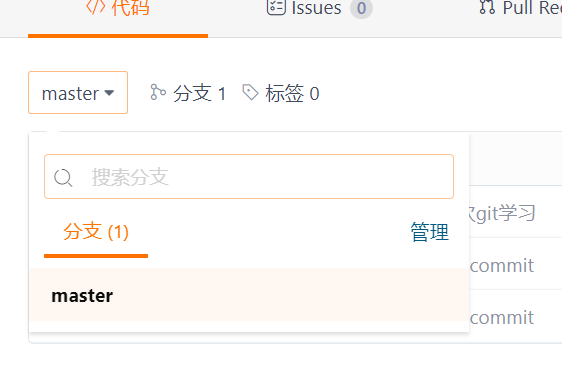 代码 Issues 0 Pull Re
master 分支 1 标签 0
搜索分支
分支 (1) 管理
git学习
master
commit
commit